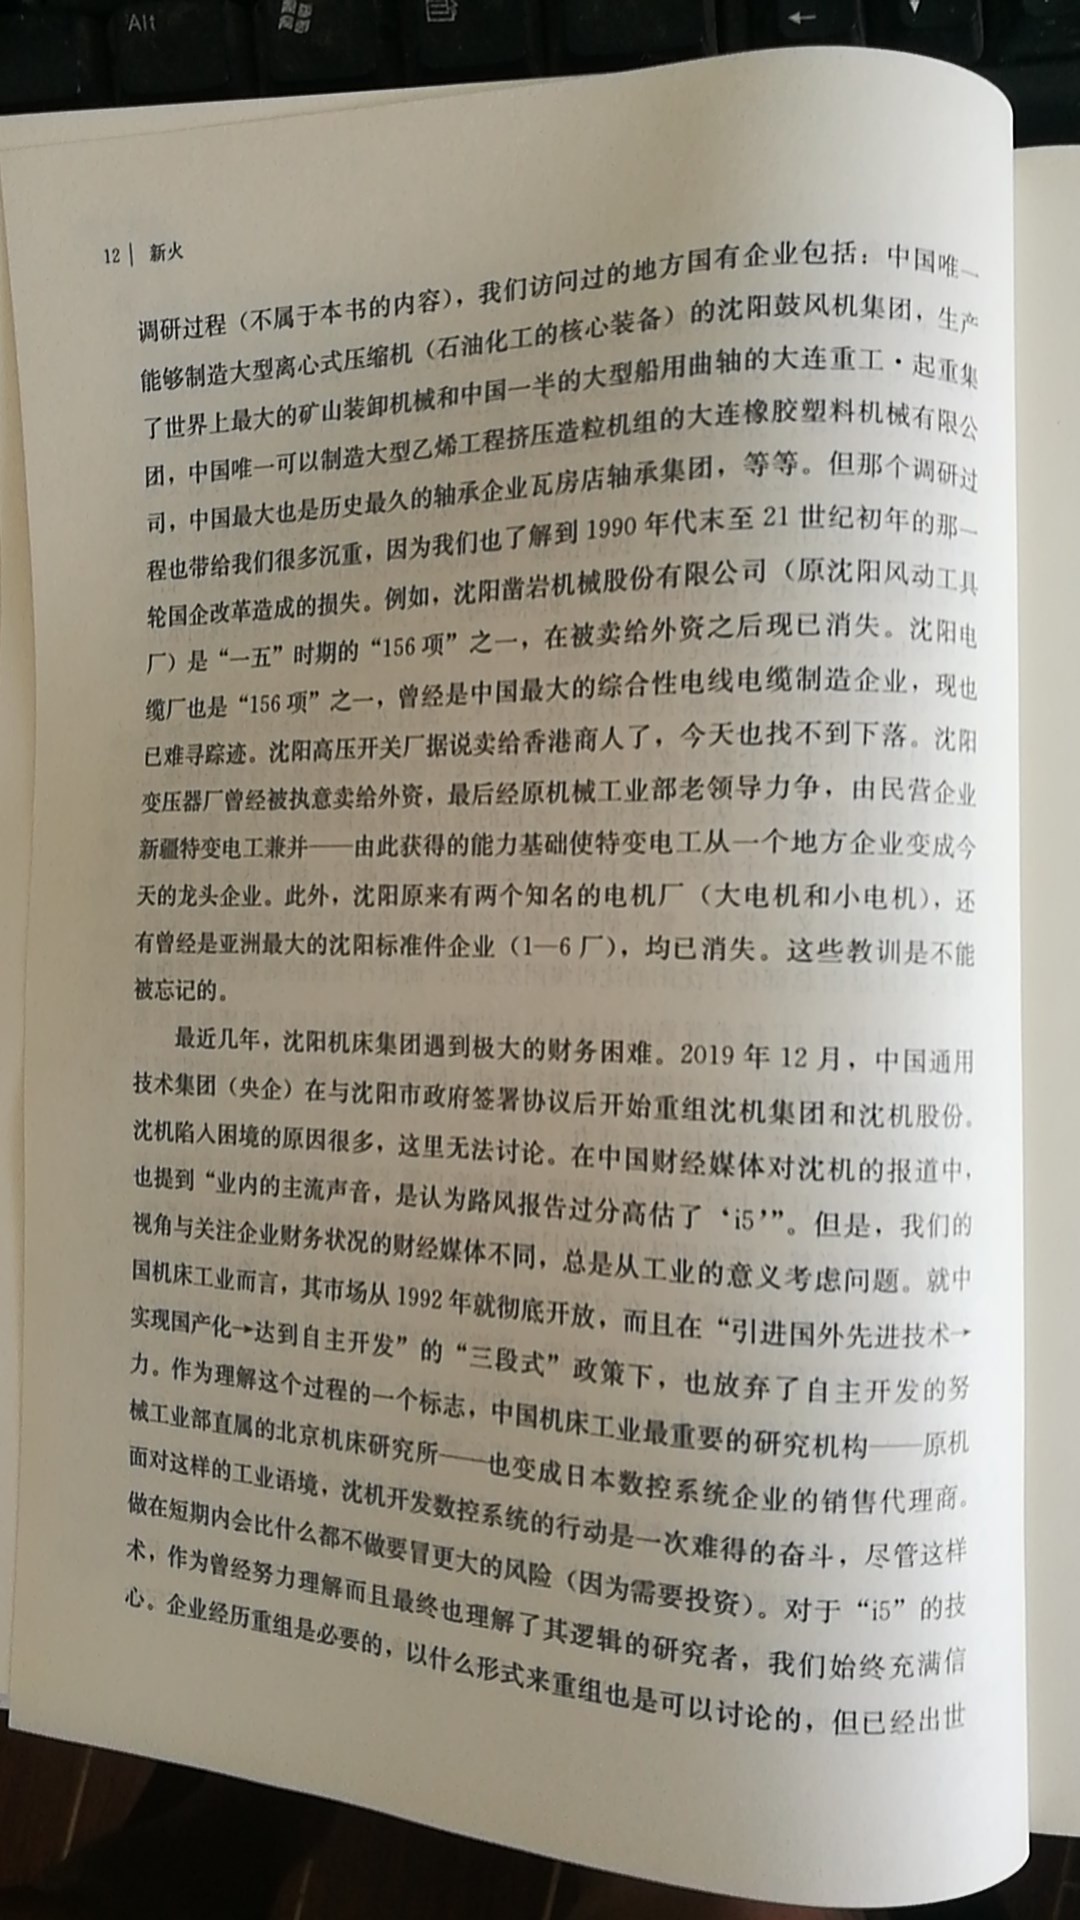 Alt
12| 新火
调研过程（不属于本书的内容），我们访问过的地方国有企业包括：中国唯一
能够制造大型离心式压缩机（石油化工的核心装备）的沈阳鼓风机集团，生产
了世界上最大的矿山装卸机械和中国一半的大型船用曲轴的大连重工·起重集
团，中国唯一可以制造大型乙烯工程挤压造粒机组的大连橡胶塑料机械有限公
司，中国最大也是历史最久的轴承企业瓦房店轴承集团，等等。但那个调研过
程也带给我们很多沉重，因为我们也了解到 1990 年代末至 21 世纪初年的那一
轮国企改革造成的损失。例如，沈阳凿岩机械股份有限公司（原沈阳风动工具
厂）是“一五”时期的“156 项”之一，在被卖给外资之后现已消失。沈阳电
缆厂也是“156 项”之一，曾经是中国最大的综合性电线电缆制造企业，现也
已难寻踪迹。沈阳高压开关厂据说卖给香港商人了，今天也找不到下落。沈阳
变压器厂曾经被执意卖给外资，最后经原机械工业部老领导力争，由民营企业
新疆特变电工兼并——由此获得的能力基础使特变电工从一个地方企业变成今
天的龙头企业。此外，沈阳原来有两个知名的电机厂（大电机和小电机），还
有曾经是亚洲最大的沈阳标准件企业（1—6 厂），均已消失。这些教训是不能
被忘记的。
最近几年，沈阳机床集团遇到极大的财务困难。2019 年 12 月，中国通用
技术集团（央企）在与沈阳市政府签署协议后开始重组沈机集团和沈机股份。
沈机陷入困境的原因很多，这里无法讨论。在中国财经媒体对沈机的报道中，
也提到“业内的主流声音，是认为路风报告过分高估了‘i5’”。但是，我们的
视角与关注企业财务状况的财经媒体不同，总是从工业的意义考虑问题。就中
国机床工业而言，其市场从 1992 年就彻底开放，而且在“引进国外先进技术→
实现国产化→达到自主开发”的“三段式”政策下，也放弃了自主开发的努
力。作为理解这个过程的一个标志，中国机床工业最重要的研究机构——原机
械工业部直属的北京机床研究所——也变成日本数控系统企业的销售代理商。
面对这样的工业语境，沈机开发数控系统的行动是一次难得的奋斗，尽管这样
做在短期内会比什么都不做要冒更大的风险（因为需要投资）。对于“i5”的技
术，作为曾经努力理解而且最终也理解了其逻辑的研究者，我们始终充满信
心。企业经历重组是必要的，以什么形式来重组也是可以讨论的，但已经出世